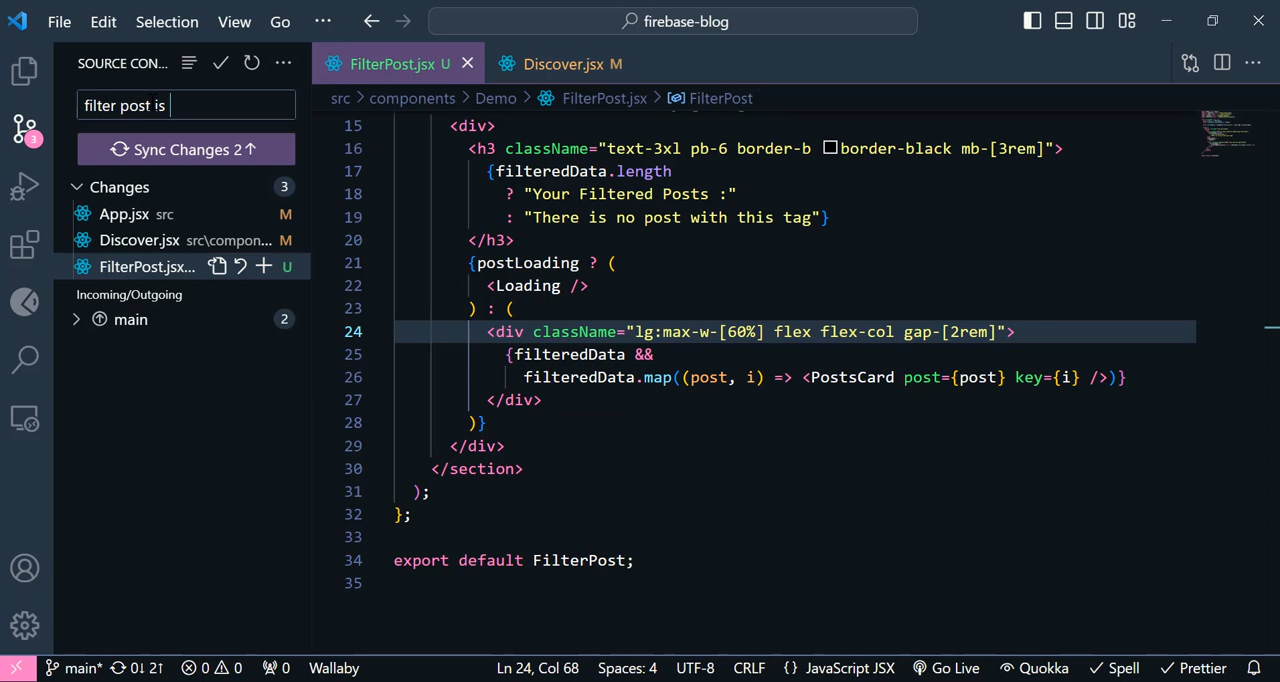 File Edit Selection View Go ··· firebase-blog
SOURCE CON...
filter post is
Sync Changes 2↑
Changes 3
App.jsx src M
Discover.jsx src\compon... M
FilterPost.jsx... U
Incoming/Outgoing
main 2
FilterPost.jsx U Discover.jsx M
src > components > Demo > FilterPost.jsx > FilterPost
15 <div>
16 <h3 className="text-3xl pb-6 border-b border-black mb-[3rem]">
17 {filteredData.length
18 ? "Your Filtered Posts :"
19 : "There is no post with this tag"}
20 </h3>
21 {postLoading ? (
22 <Loading />
23 ) : (
24 <div className="lg:max-w-[60%] flex flex-col gap-[2rem]">
25 {filteredData &&
26 filteredData.map((post, i) => <PostsCard post={post} key={i} />)}
27 </div>
28 )}
29 </div>
30 </section>
31 );
32 };
33
34 export default FilterPost;
35
3
main* 0↓ 2↑ 0 0 0 Wallaby Ln 24, Col 68 Spaces: 4 UTF-8 CRLF {} JavaScript JSX Go Live Quokka Spell Prettier